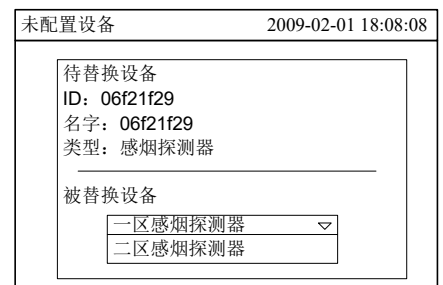 未配置设备 2009-02-01 18:08:08
待替换设备
ID：06f21f29
名字：06f21f29
类型：感烟探测器
被替换设备
一区感烟探测器
二区感烟探测器